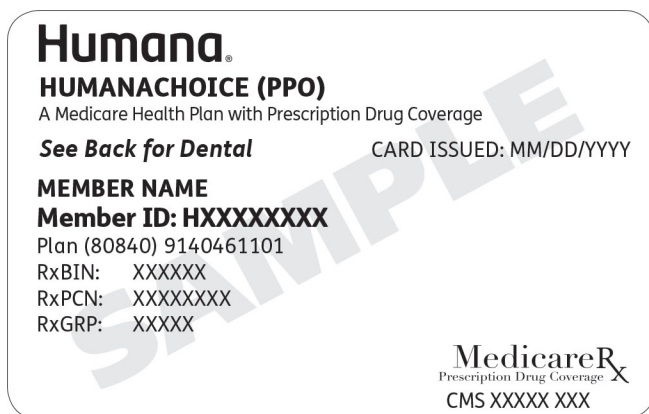 Humana®
HUMANACHOICE (PPO)
A Medicare Health Plan with Prescription Drug Coverage
See Back for Dental CARD ISSUED: MM/DD/YYYY
MEMBER NAME
Member ID: HXXXXXXXX
Plan (80840) 9140461101
RxBIN: XXXXXX
RxPCN: XXXXXXXX
RxGRP: XXXXX
SAMPLE
MedicareRx
Prescription Drug Coverage
CMS XXXXX XXX